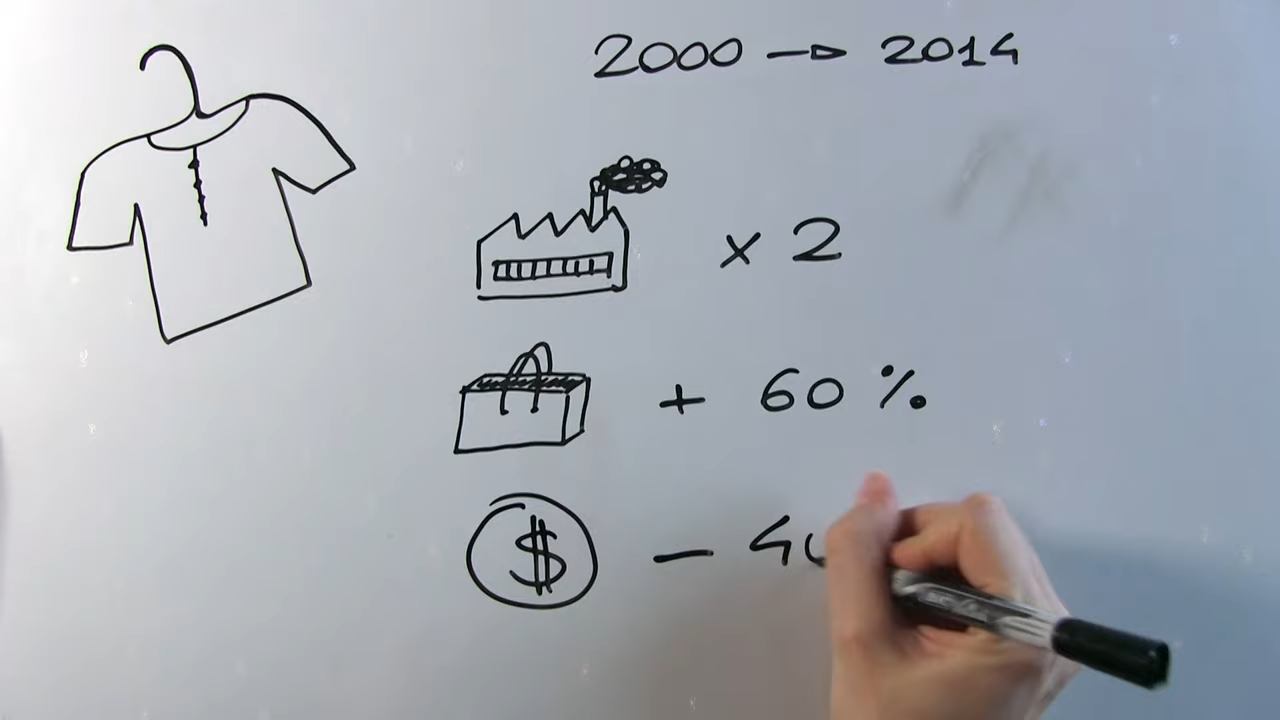 2000 → 2014
x 2
+ 60 %
$ - 4